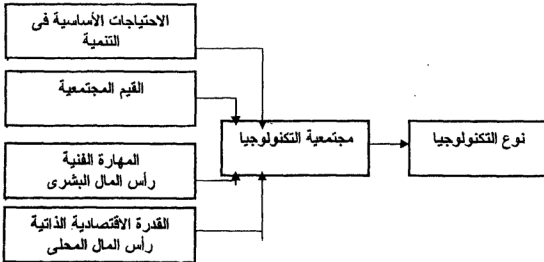 الاحتياجات الأساسية فى
التنمية
القيم المجتمعية
مجتمعية التكنولوجيا
نوع التكنولوجيا
المهارة الفنية
رأس المال البشرى
القدرة الاقتصادية الذاتية
رأس المال المحلى